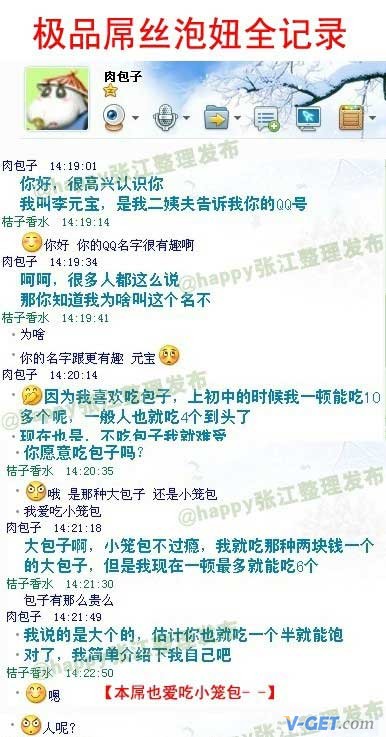 极品屌丝泡妞全记录
肉包子
肉包子 14:19:01
你好，很高兴认识你
我叫李元宝，是我二姨夫告诉我你的QQ号
桔子香水 14:19:14
你好 你的QQ名字很有趣啊
肉包子 14:19:34
呵呵，很多人都这么说
那你知道我为啥叫这个名不
桔子香水 14:19:41
为啥
你的名字跟更有趣 元宝
肉包子 14:20:14
因为我喜欢吃包子，上初中的时候我一顿能吃10
多个呢，一般人也就吃4个到头了
现在也是，不吃包子我就难受
你愿意吃包子吗？
桔子香水 14:20:35
哦 是那种大包子 还是小笼包
我爱吃小笼包
肉包子 14:21:18
大包子啊，小笼包不过瘾，我就吃那种两块钱一个
的大包子，但是我现在一顿最多就能吃6个
桔子香水 14:21:30
包子有那么贵么
肉包子 14:21:49
我说的是大个的，估计你也就吃一个半就能饱
对了，我简单介绍下我自己吧
桔子香水 14:22:50
嗯
【本屌也爱吃小笼包- -】
人呢？
@happy张江整理发布
@happy张江整理发布
@happy张江整理发布
@happy张江整理发布
V-GET.com